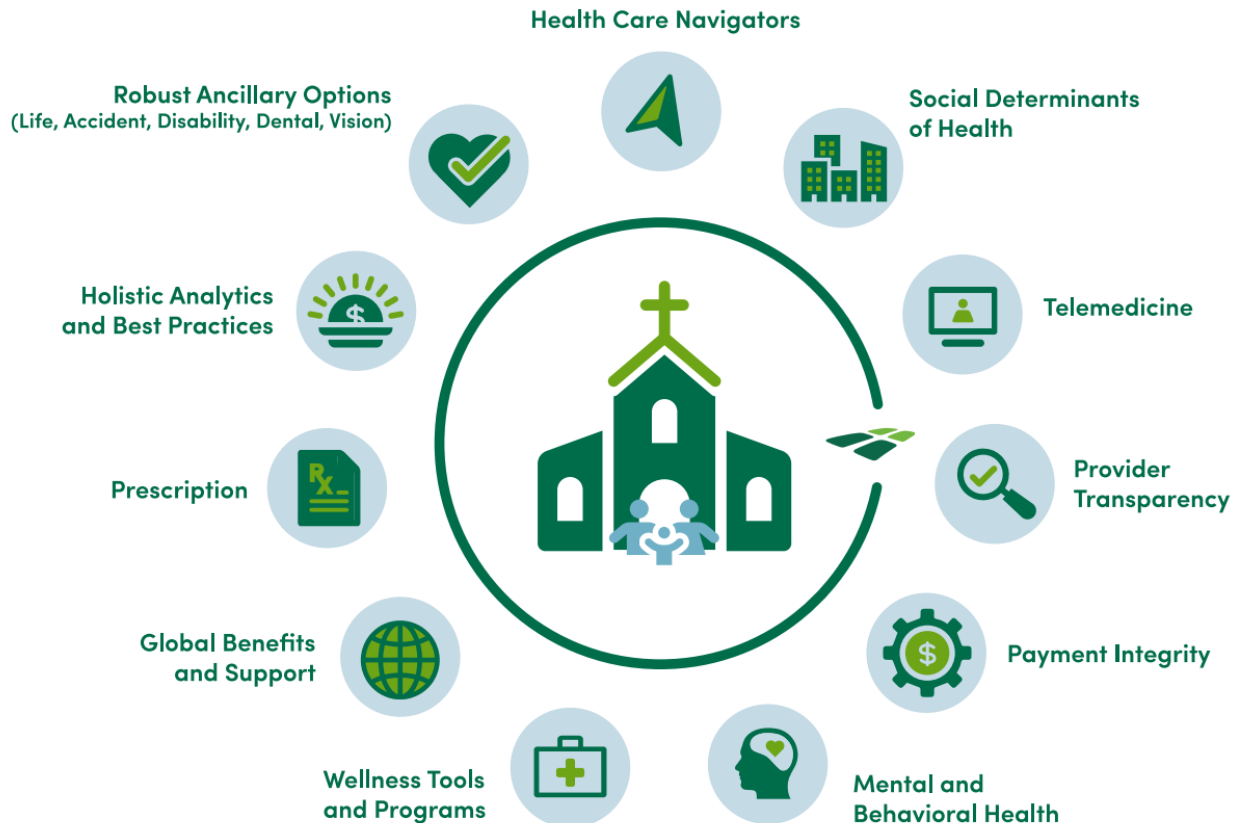 Health Care Navigators
Robust Ancillary Options
(Life, Accident, Disability, Dental, Vision)
Social Determinants
of Health
Holistic Analytics
and Best Practices
$
Telemedicine
Prescription
Rx
Provider
Transparency
Global Benefits
and Support
Payment Integrity
$
Wellness Tools
and Programs
Mental and
Behavioral Health